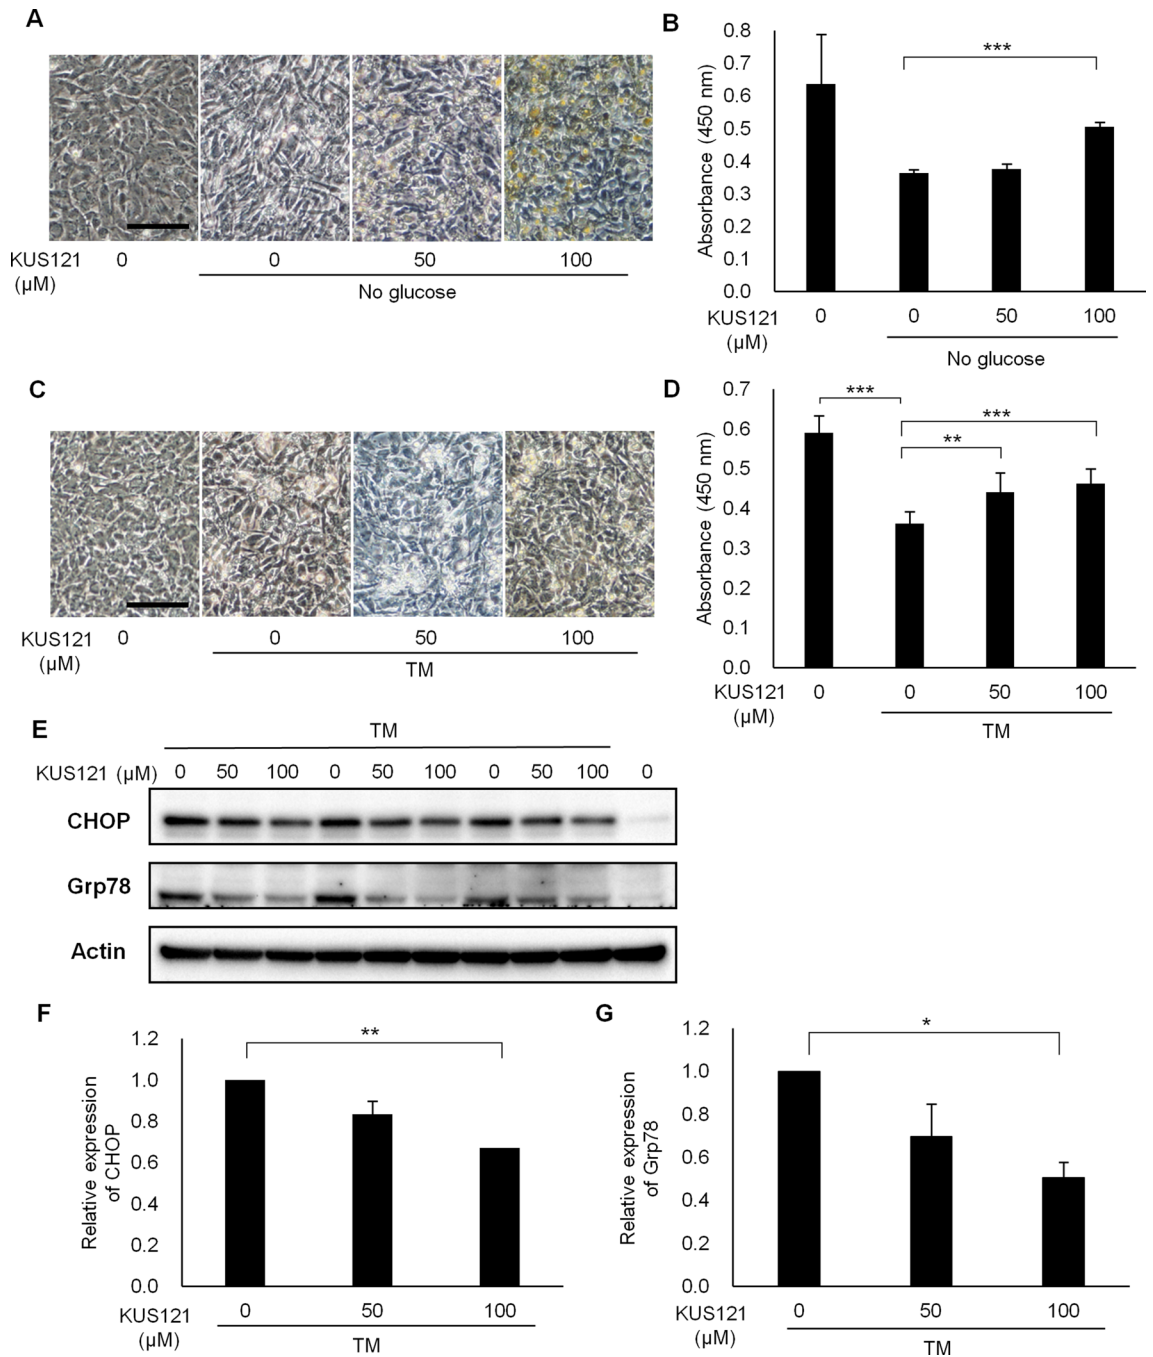 A
KUS121 0 0 50 100
(μM)
No glucose
B
Absorbance (450 nm)
0.8
0.7
0.6
0.5
0.4
0.3
0.2
0.1
0.0
***
KUS121 0 0 50 100
(μM)
No glucose
C
KUS121 0 0 50 100
(μM)
TM
D
Absorbance (450 nm)
0.7
0.6
0.5
0.4
0.3
0.2
0.1
0.0
***
***
**
KUS121 0 0 50 100
(μM)
TM
E
TM
KUS121 (μM) 0 50 100 0 50 100 0 50 100 0
CHOP
Grp78
Actin
F
Relative expression
of CHOP
1.2
1.0
0.8
0.6
0.4
0.2
0.0
**
KUS121 0 50 100
(μM)
TM
G
Relative expression
of Grp78
1.2
1.0
0.8
0.6
0.4
0.2
0.0
*
KUS121 0 50 100
(μM)
TM